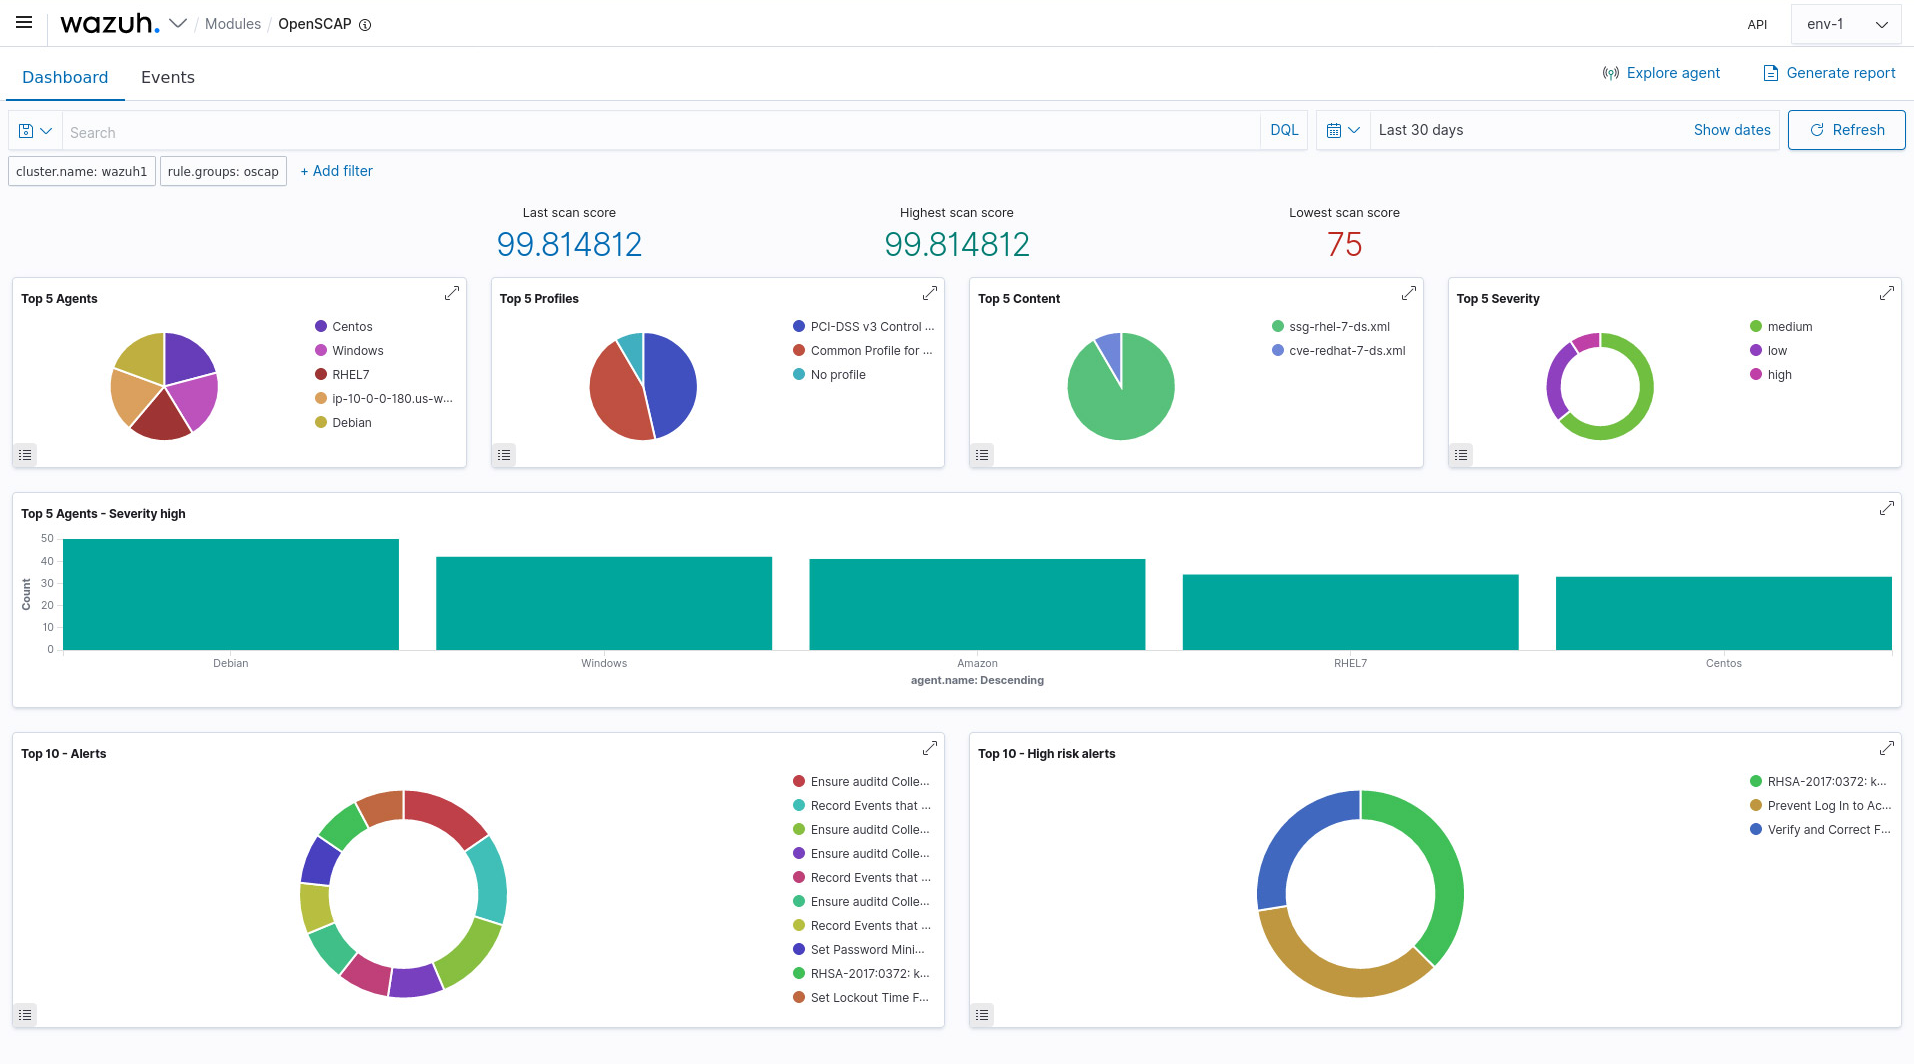 wazuh. / Modules / OpenSCAP
API env-1
Dashboard Events
Explore agent Generate report
Search DQL Last 30 days Show dates Refresh
cluster.name: wazuh1 rule.groups: oscap + Add filter
Last scan score
99.814812
Highest scan score
99.814812
Lowest scan score
75
Top 5 Agents
Centos
Windows
RHEL7
ip-10-0-0-180.us-w...
Debian
Top 5 Profiles
PCI-DSS v3 Control ...
Common Profile for ...
No profile
Top 5 Content
ssg-rhel-7-ds.xml
cve-redhat-7-ds.xml
Top 5 Severity
medium
low
high
Top 5 Agents - Severity high
Count
50
40
30
20
10
0
Debian Windows Amazon RHEL7 Centos
agent.name: Descending
Top 10 - Alerts
Ensure auditd Colle...
Record Events that ...
Ensure auditd Colle...
Ensure auditd Colle...
Record Events that ...
Ensure auditd Colle...
Record Events that ...
Set Password Mini...
RHSA-2017:0372: k...
Set Lockout Time F...
Top 10 - High risk alerts
RHSA-2017:0372: k...
Prevent Log In to Ac...
Verify and Correct F...